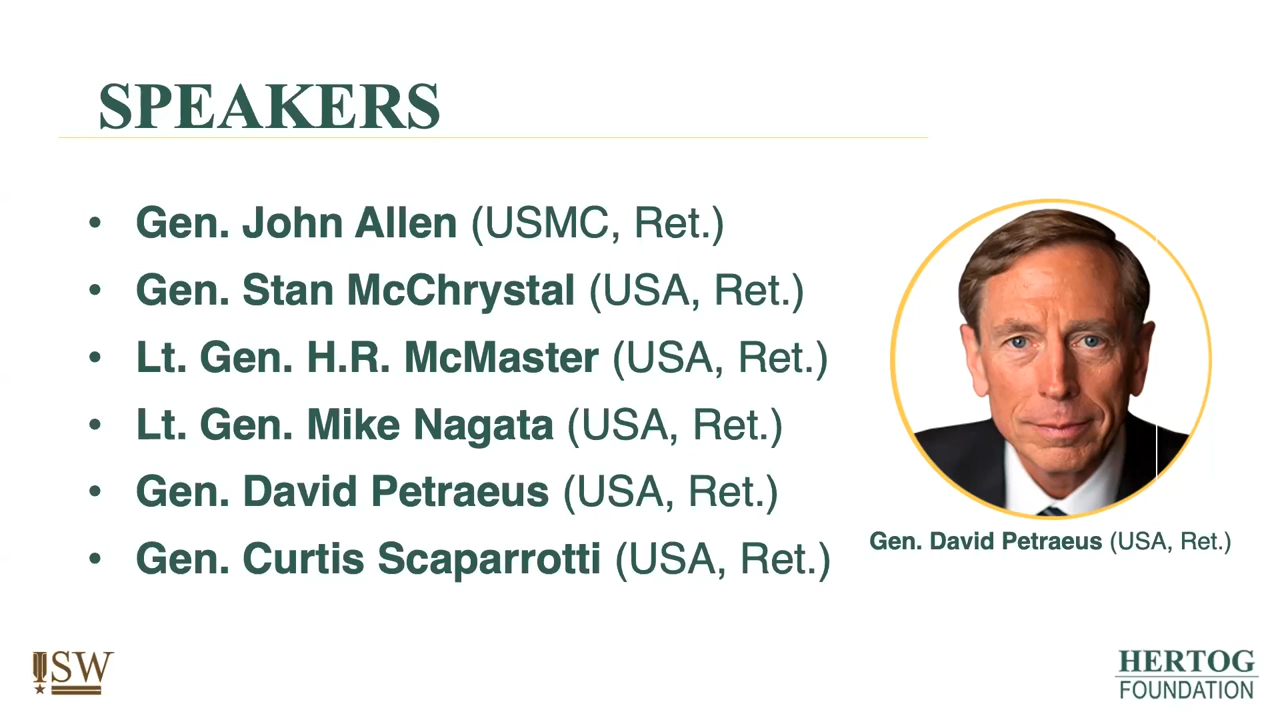 SPEAKERS
• Gen. John Allen (USMC, Ret.)
• Gen. Stan McChrystal (USA, Ret.)
• Lt. Gen. H.R. McMaster (USA, Ret.)
• Lt. Gen. Mike Nagata (USA, Ret.)
• Gen. David Petraeus (USA, Ret.)
• Gen. Curtis Scaparrotti (USA, Ret.)
Gen. David Petraeus (USA, Ret.)
ISW
HERTOG
FOUNDATION